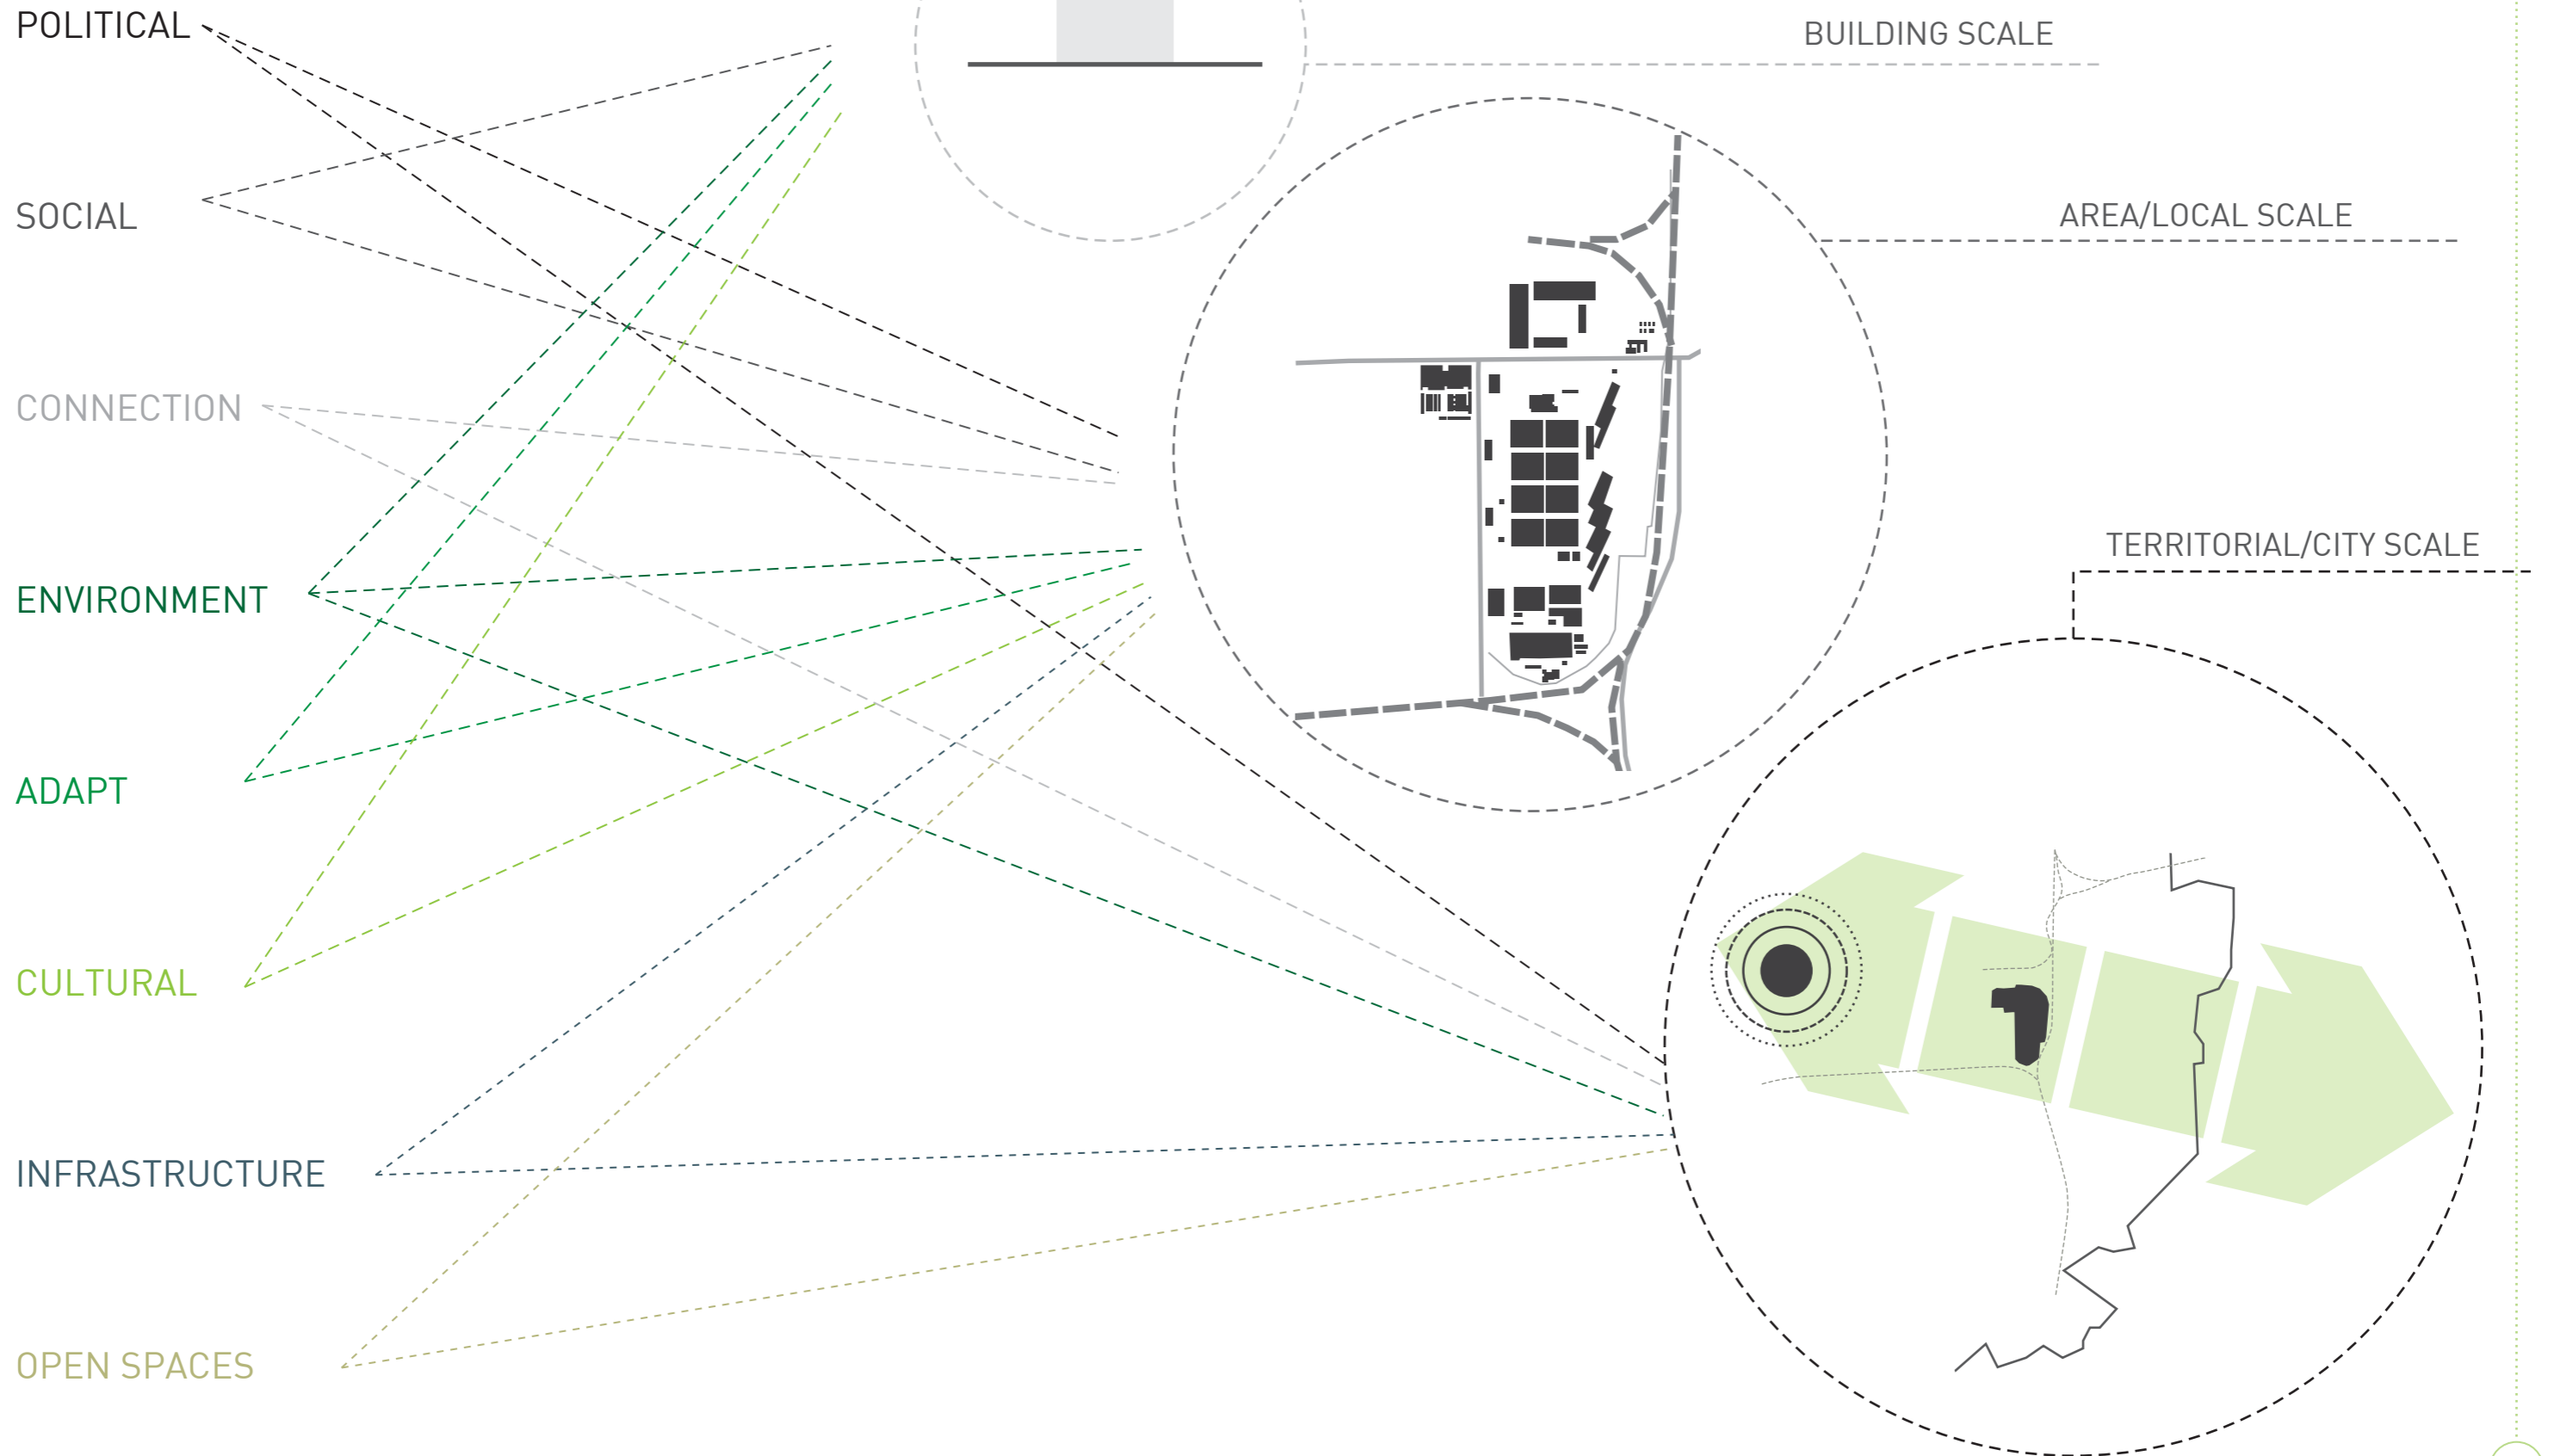 POLITICAL
BUILDING SCALE
SOCIAL
AREA/LOCAL SCALE
CONNECTION
TERRITORIAL/CITY SCALE
ENVIRONMENT
ADAPT
CULTURAL
INFRASTRUCTURE
OPEN SPACES